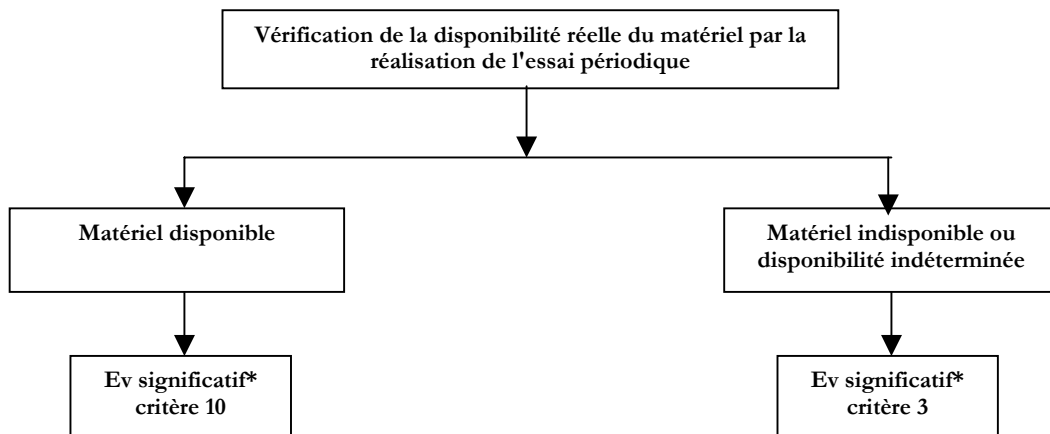 Vérification de la disponibilité réelle du matériel par la
réalisation de l'essai périodique
Matériel disponible
Matériel indisponible ou
disponibilité indéterminée
Ev significatif*
critère 10
Ev significatif*
critère 3